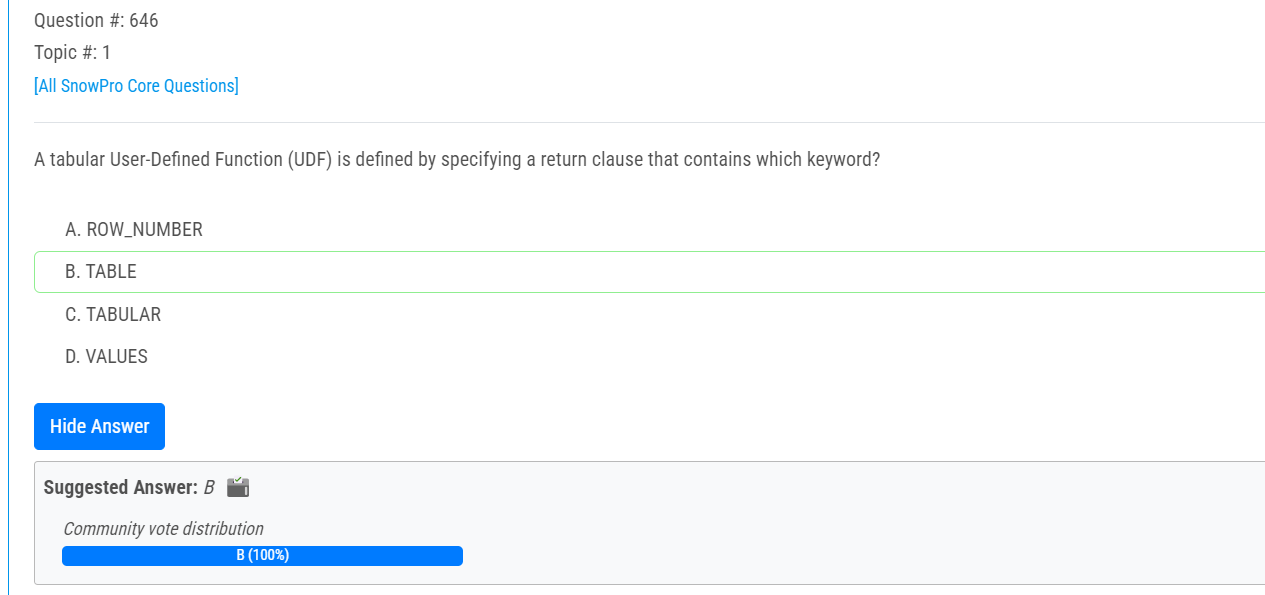 Question #: 646
Topic #: 1
[All SnowPro Core Questions]
A tabular User-Defined Function (UDF) is defined by specifying a return clause that contains which keyword?
A. ROW_NUMBER
B. TABLE
C. TABULAR
D. VALUES
Hide Answer
Suggested Answer: B
Community vote distribution
B (100%)